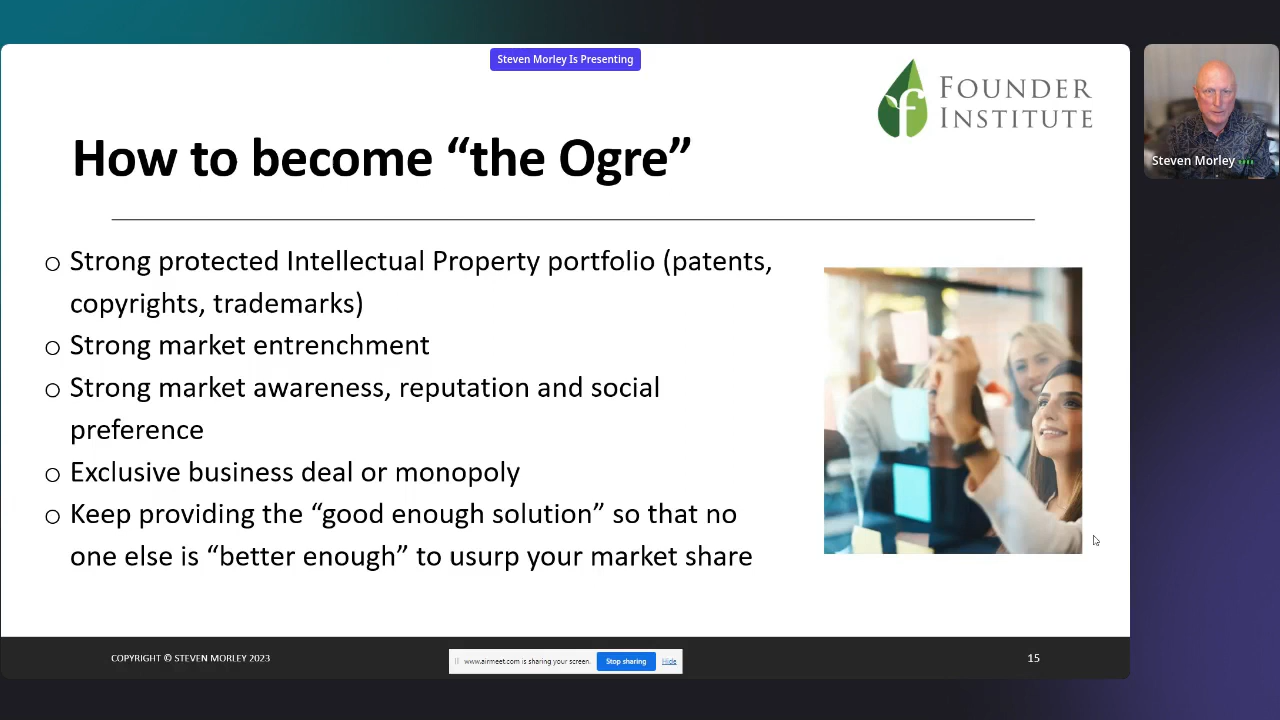 Steven Morley Is Presenting
FOUNDER
INSTITUTE
How to become “the Ogre”
Steven Morley
o Strong protected Intellectual Property portfolio (patents,
copyrights, trademarks)
o Strong market entrenchment
o Strong market awareness, reputation and social
preference
o Exclusive business deal or monopoly
o Keep providing the “good enough solution” so that no
one else is “better enough” to usurp your market share
COPYRIGHT © STEVEN MORLEY 2023
www.airmeet.com is sharing your screen.
Stop sharing
Hide
15